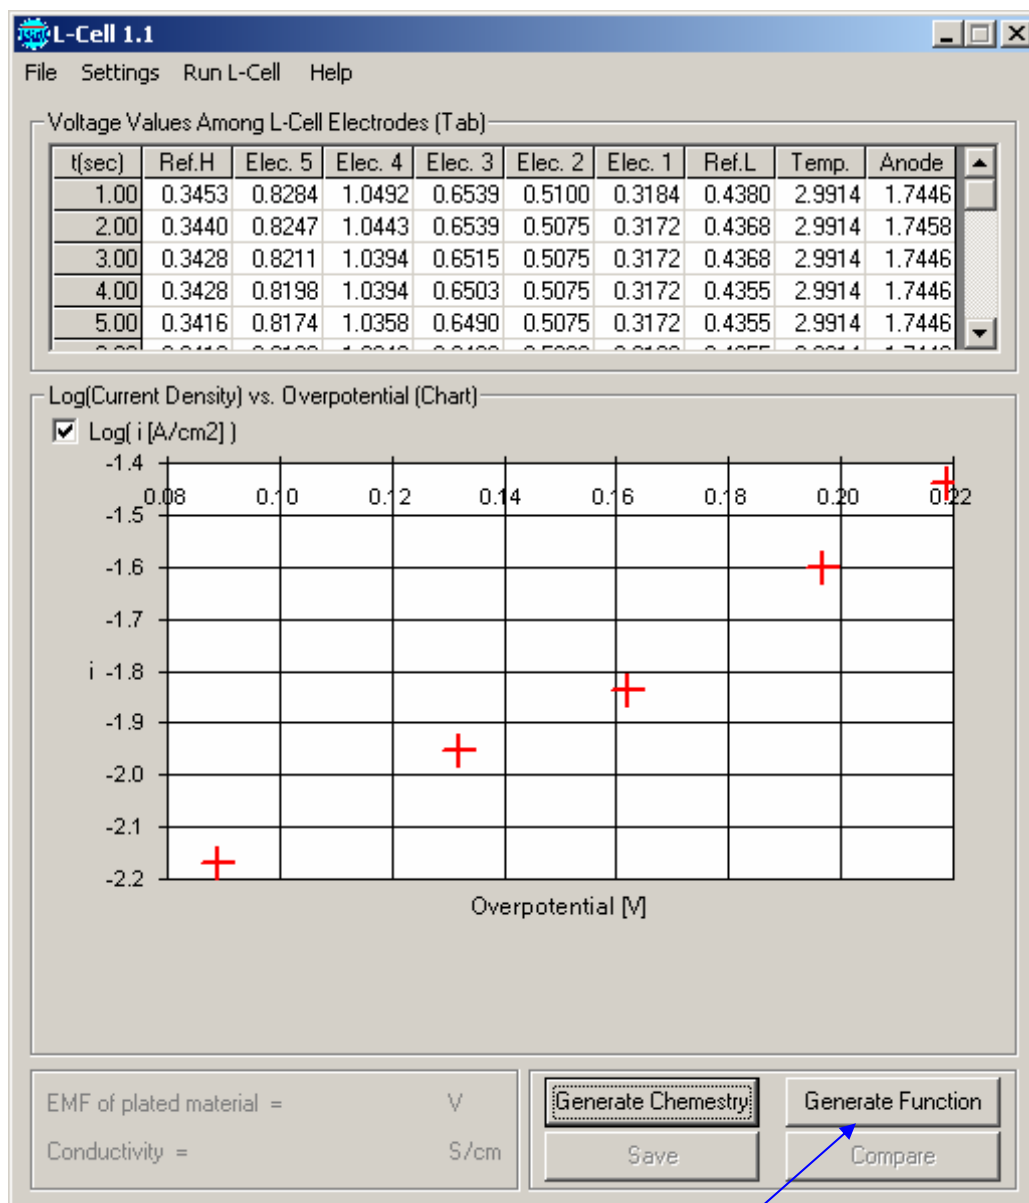 L-Cell 1.1
File Settings Run L-Cell Help
Voltage Values Among L-Cell Electrodes (Tab)
t(sec) Ref.H Elec. 5 Elec. 4 Elec. 3 Elec. 2 Elec. 1 Ref.L Temp. Anode
1.00 0.3453 0.8284 1.0492 0.6539 0.5100 0.3184 0.4380 2.9914 1.7446
2.00 0.3440 0.8247 1.0443 0.6539 0.5075 0.3172 0.4368 2.9914 1.7458
3.00 0.3428 0.8211 1.0394 0.6515 0.5075 0.3172 0.4368 2.9914 1.7446
4.00 0.3428 0.8198 1.0394 0.6503 0.5075 0.3172 0.4355 2.9914 1.7446
5.00 0.3416 0.8174 1.0358 0.6490 0.5075 0.3172 0.4355 2.9914 1.7446
Log(Current Density) vs. Overpotential (Chart)
Log( i [A/cm2] )
-1.4
0.08 0.10 0.12 0.14 0.16 0.18 0.20 0.22
-1.5
-1.6
-1.7
i -1.8
-1.9
-2.0
-2.1
-2.2
Overpotential [V]
EMF of plated material = V
Conductivity = S/cm
Generate Chemestry Generate Function
Save Compare